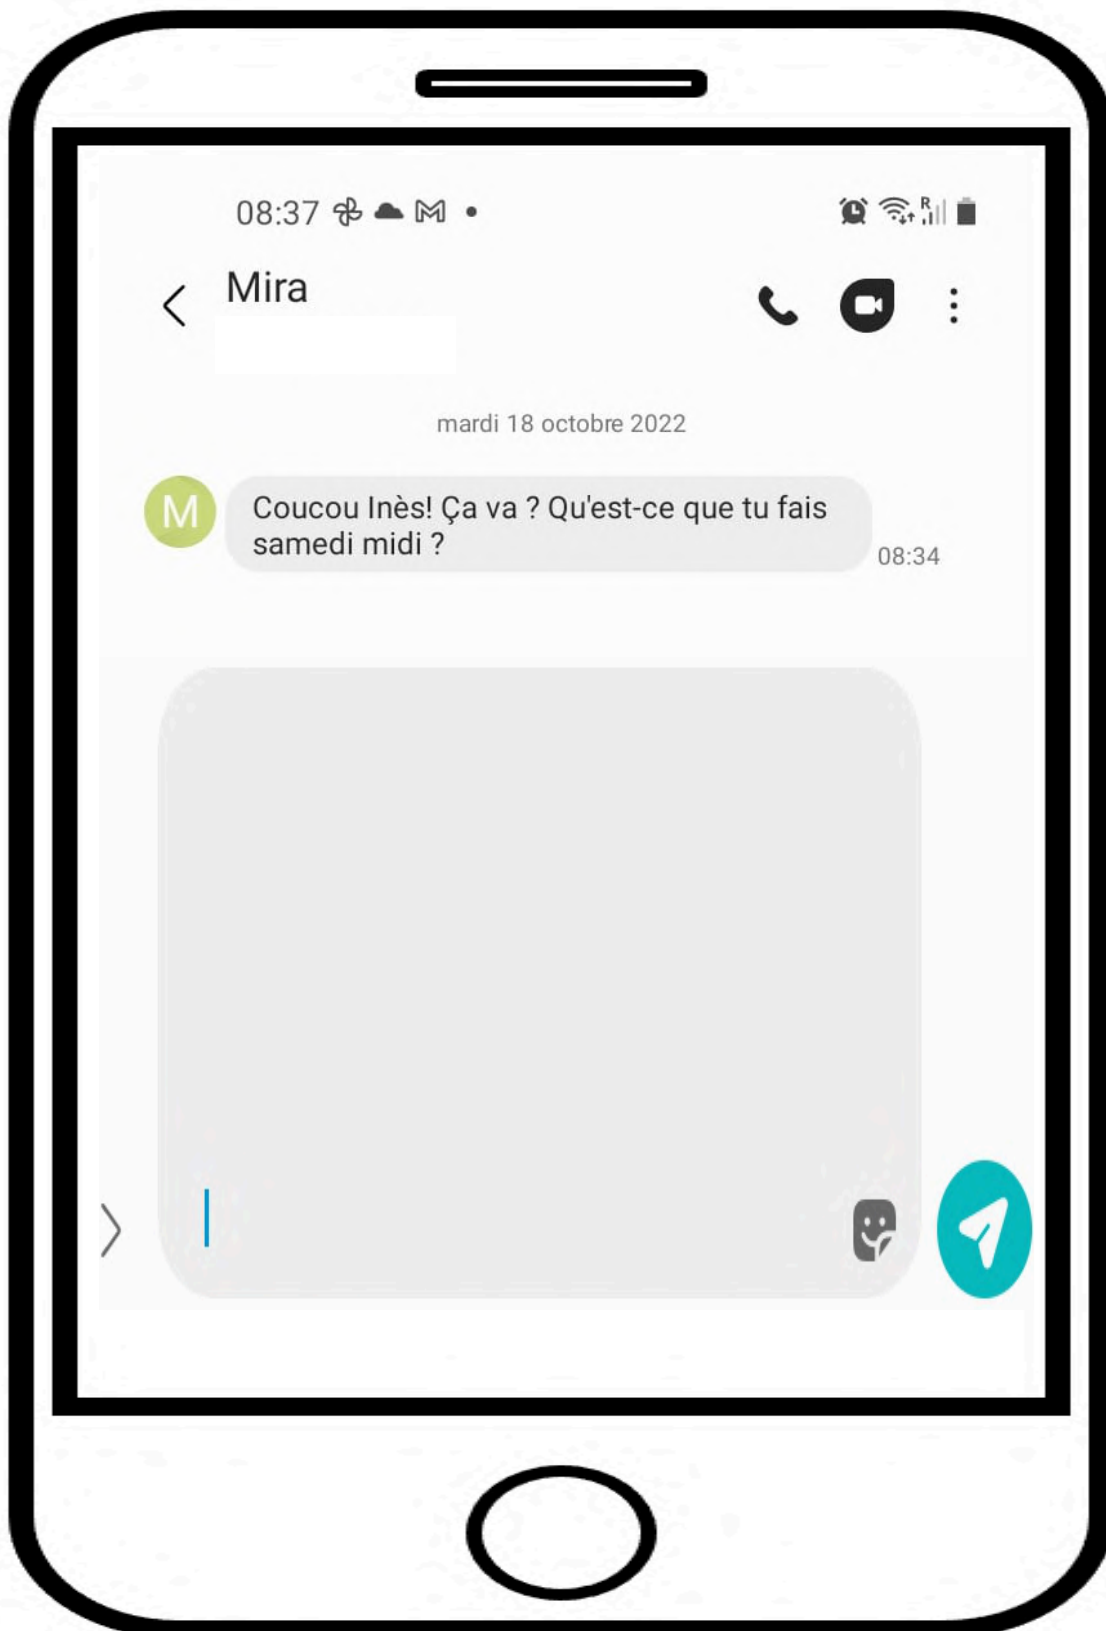 08:37
Mira
mardi 18 octobre 2022
M
Coucou Inès! Ça va ? Qu'est-ce que tu fais
samedi midi ?
08:34